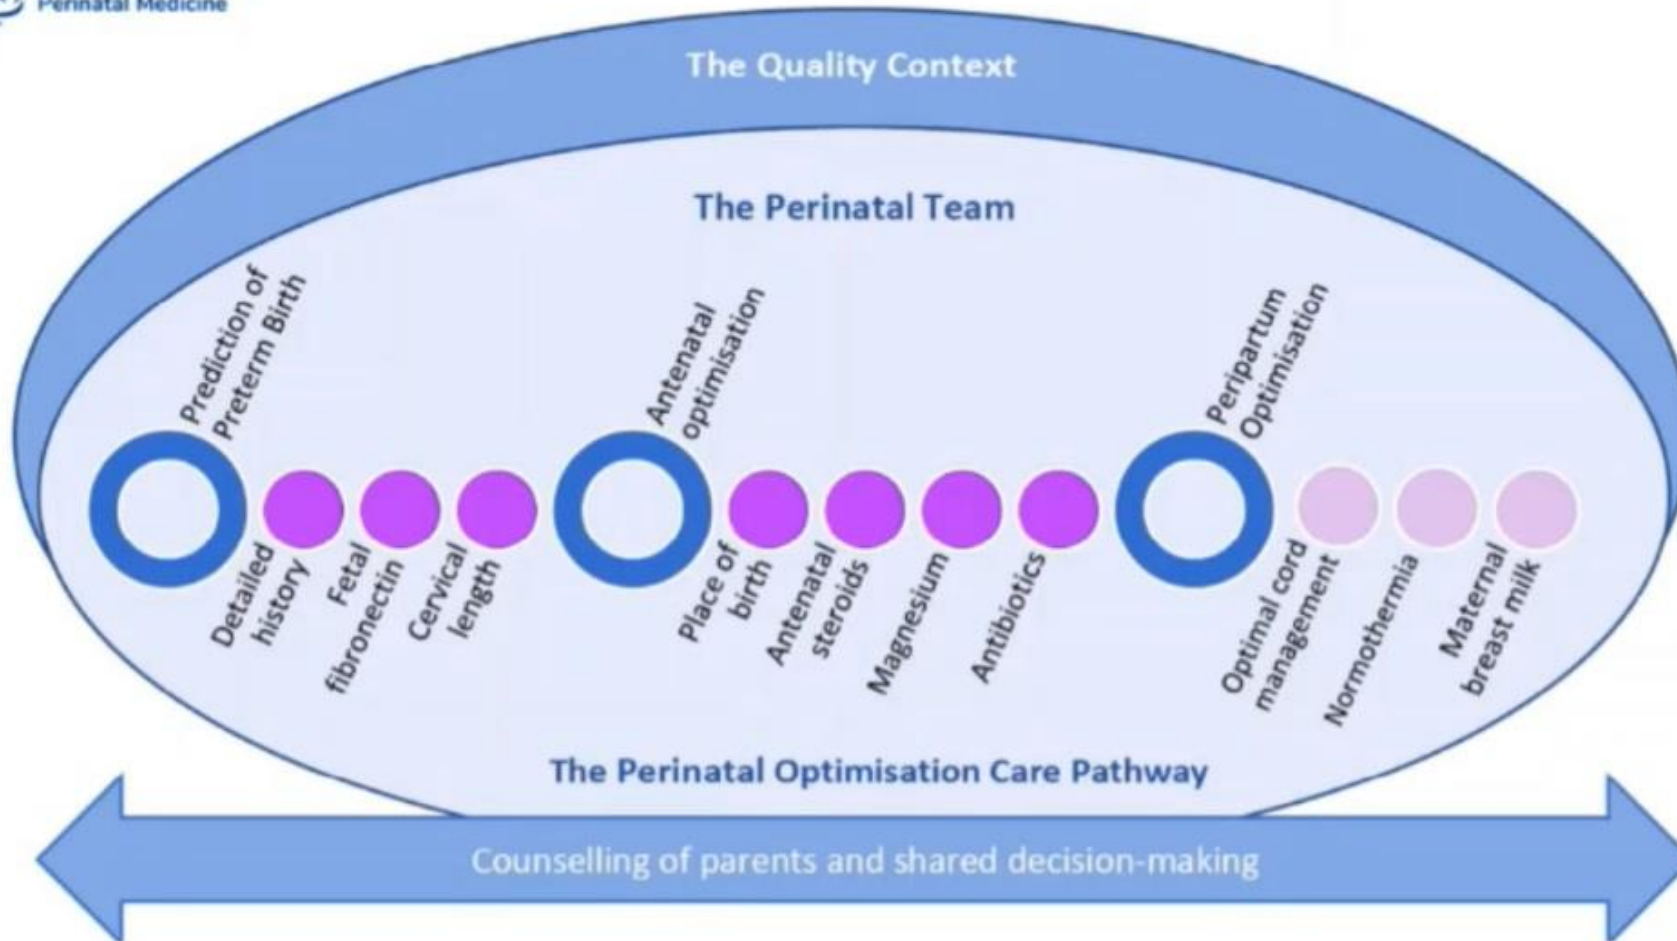 Perinatal Medicine
The Quality Context
The Perinatal Team
Prediction of
Preterm Birth
Antenatal
optimisation
Peripartum
Optimisation
Detailed
history
Fetal
fibronectin
Cervical
length
Place of
birth
Antenatal
steroids
Magnesium
Antibiotics
Optimal cord
management
Normothermia
Maternal
breast milk
The Perinatal Optimisation Care Pathway
Counselling of parents and shared decision-making